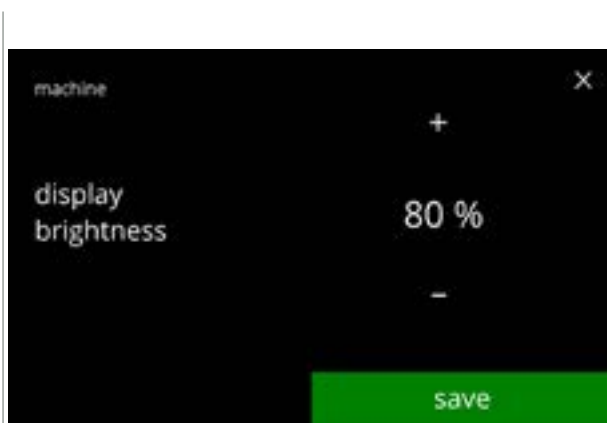 machine
×
+
display
brightness
80 %
–
save